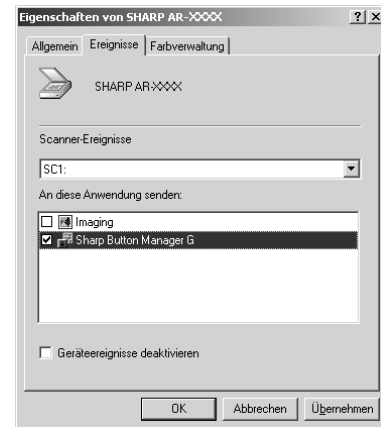 Eigenschaften von SHARP AR-XXXX
Allgemein Ereignisse Farbverwaltung
SHARP AR-XXXX
Scanner-Ereignisse
SC1:
An diese Anwendung senden:
Imaging
Sharp Button Manager G
Geräteereignisse deaktivieren
OK Abbrechen Übernehmen